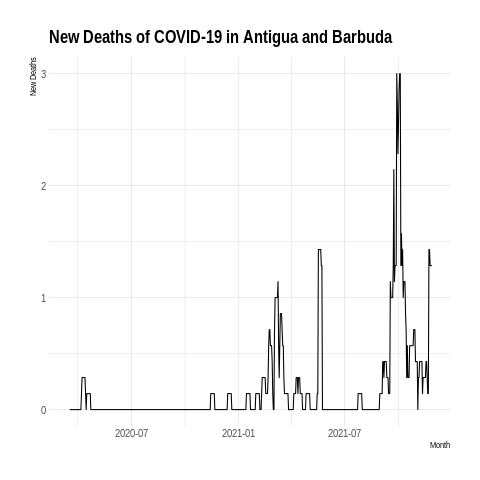 New Deaths of COVID-19 in Antigua and Barbuda
New Deaths
3
2
1
0
2020-07
2021-01
2021-07
Month